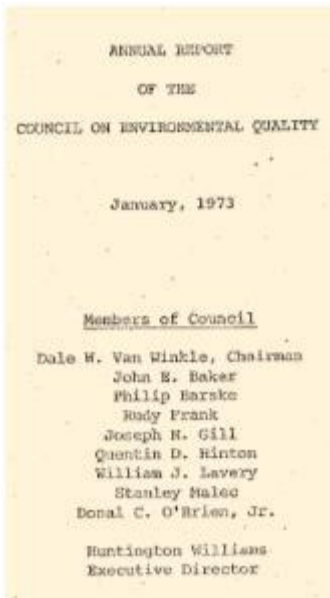 ANNUAL REPORT
OF THE
COUNCIL ON ENVIRONMENTAL QUALITY
January, 1973
Members of Council
Dale W. Van Winkle, Chairman
John E. Baker
Philip Barske
Rudy Frank
Joseph N. Gill
Quentin D. Hinton
William J. Lavery
Stanley Malec
Donal C. O'Brien, Jr.
Huntington Williams
Executive Director